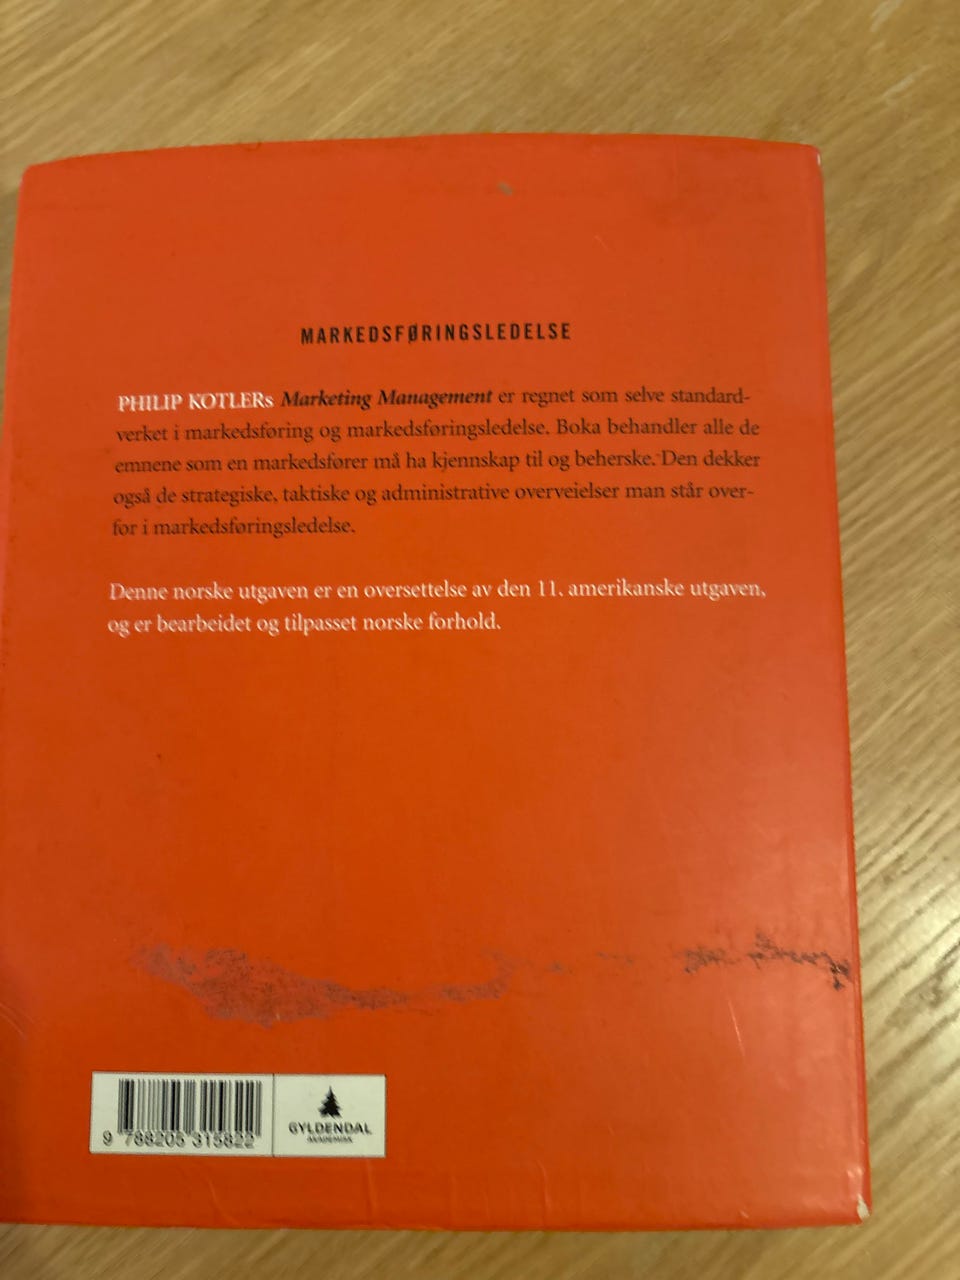 MARKEDSFØRINGSLEDELSE
PHILIP KOTLERs Marketing Management er regnet som selve standard-
verket i markedsføring og markedsføringsledelse. Boka behandler alle de
emnene som en markedsfører må ha kjennskap til og beherske. Den dekker
også de strategiske, taktiske og administrative overveielser man står over-
for i markedsføringsledelse.
Denne norske utgaven er en oversettelse av den 11. amerikanske utgaven,
og er bearbeidet og tilpasset norske forhold.
9 788205 315822
GYLDENDAL
AKADEMISK